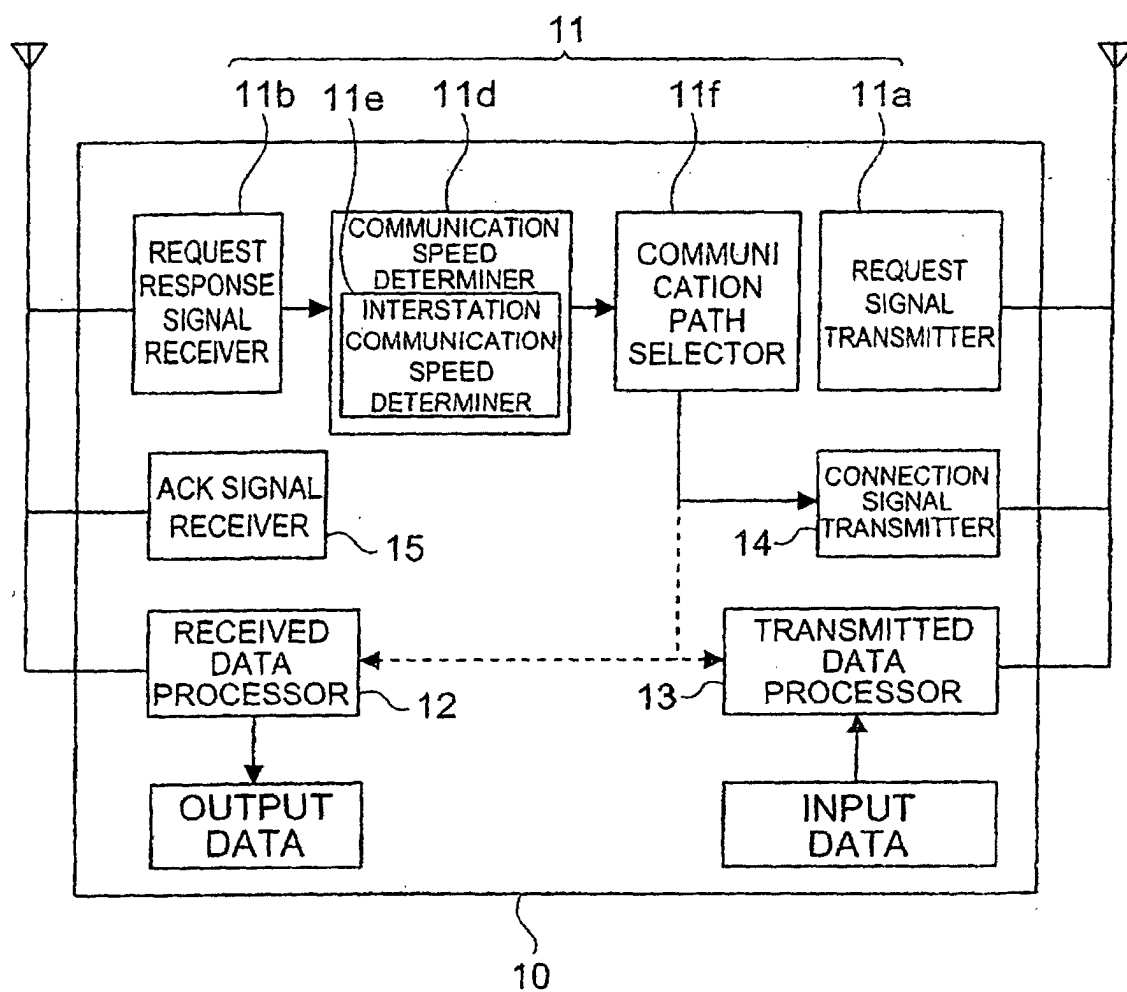 11
11b
11e
11d
11f
11a
REQUEST
RESPONSE
SIGNAL
RECEIVER
COMMUNICATION
SPEED
DETERMINER
INTERSTATION
COMMUNICATION
SPEED
DETERMINER
COMMUNI
CATION
PATH
SELECTOR
REQUEST
SIGNAL
TRANSMITTER
ACK SIGNAL
RECEIVER
15
CONNECTION
SIGNAL
TRANSMITTER
14
RECEIVED
DATA
PROCESSOR
12
TRANSMITTED
DATA
PROCESSOR
13
OUTPUT
DATA
INPUT
DATA
10